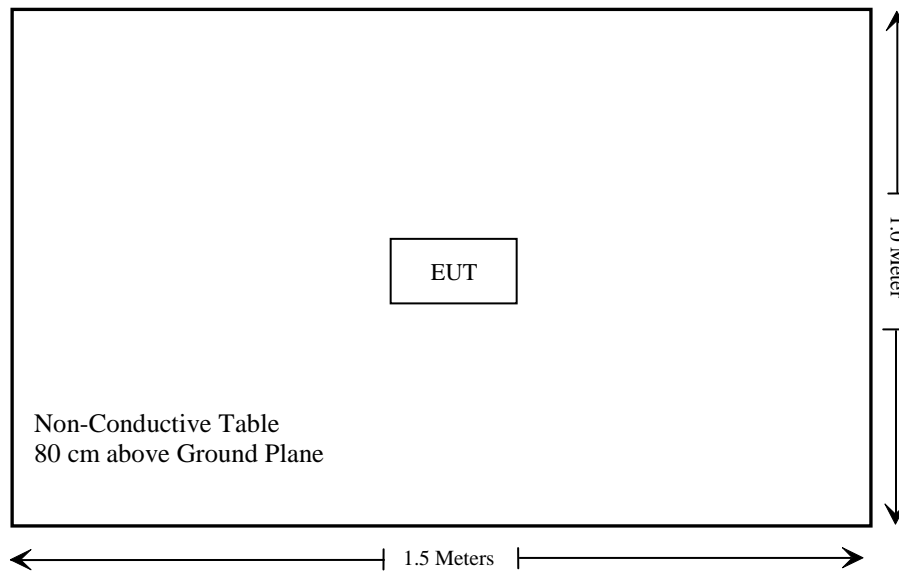 EUT
1.0 Meter
Non-Conductive Table
80 cm above Ground Plane
1.5 Meters